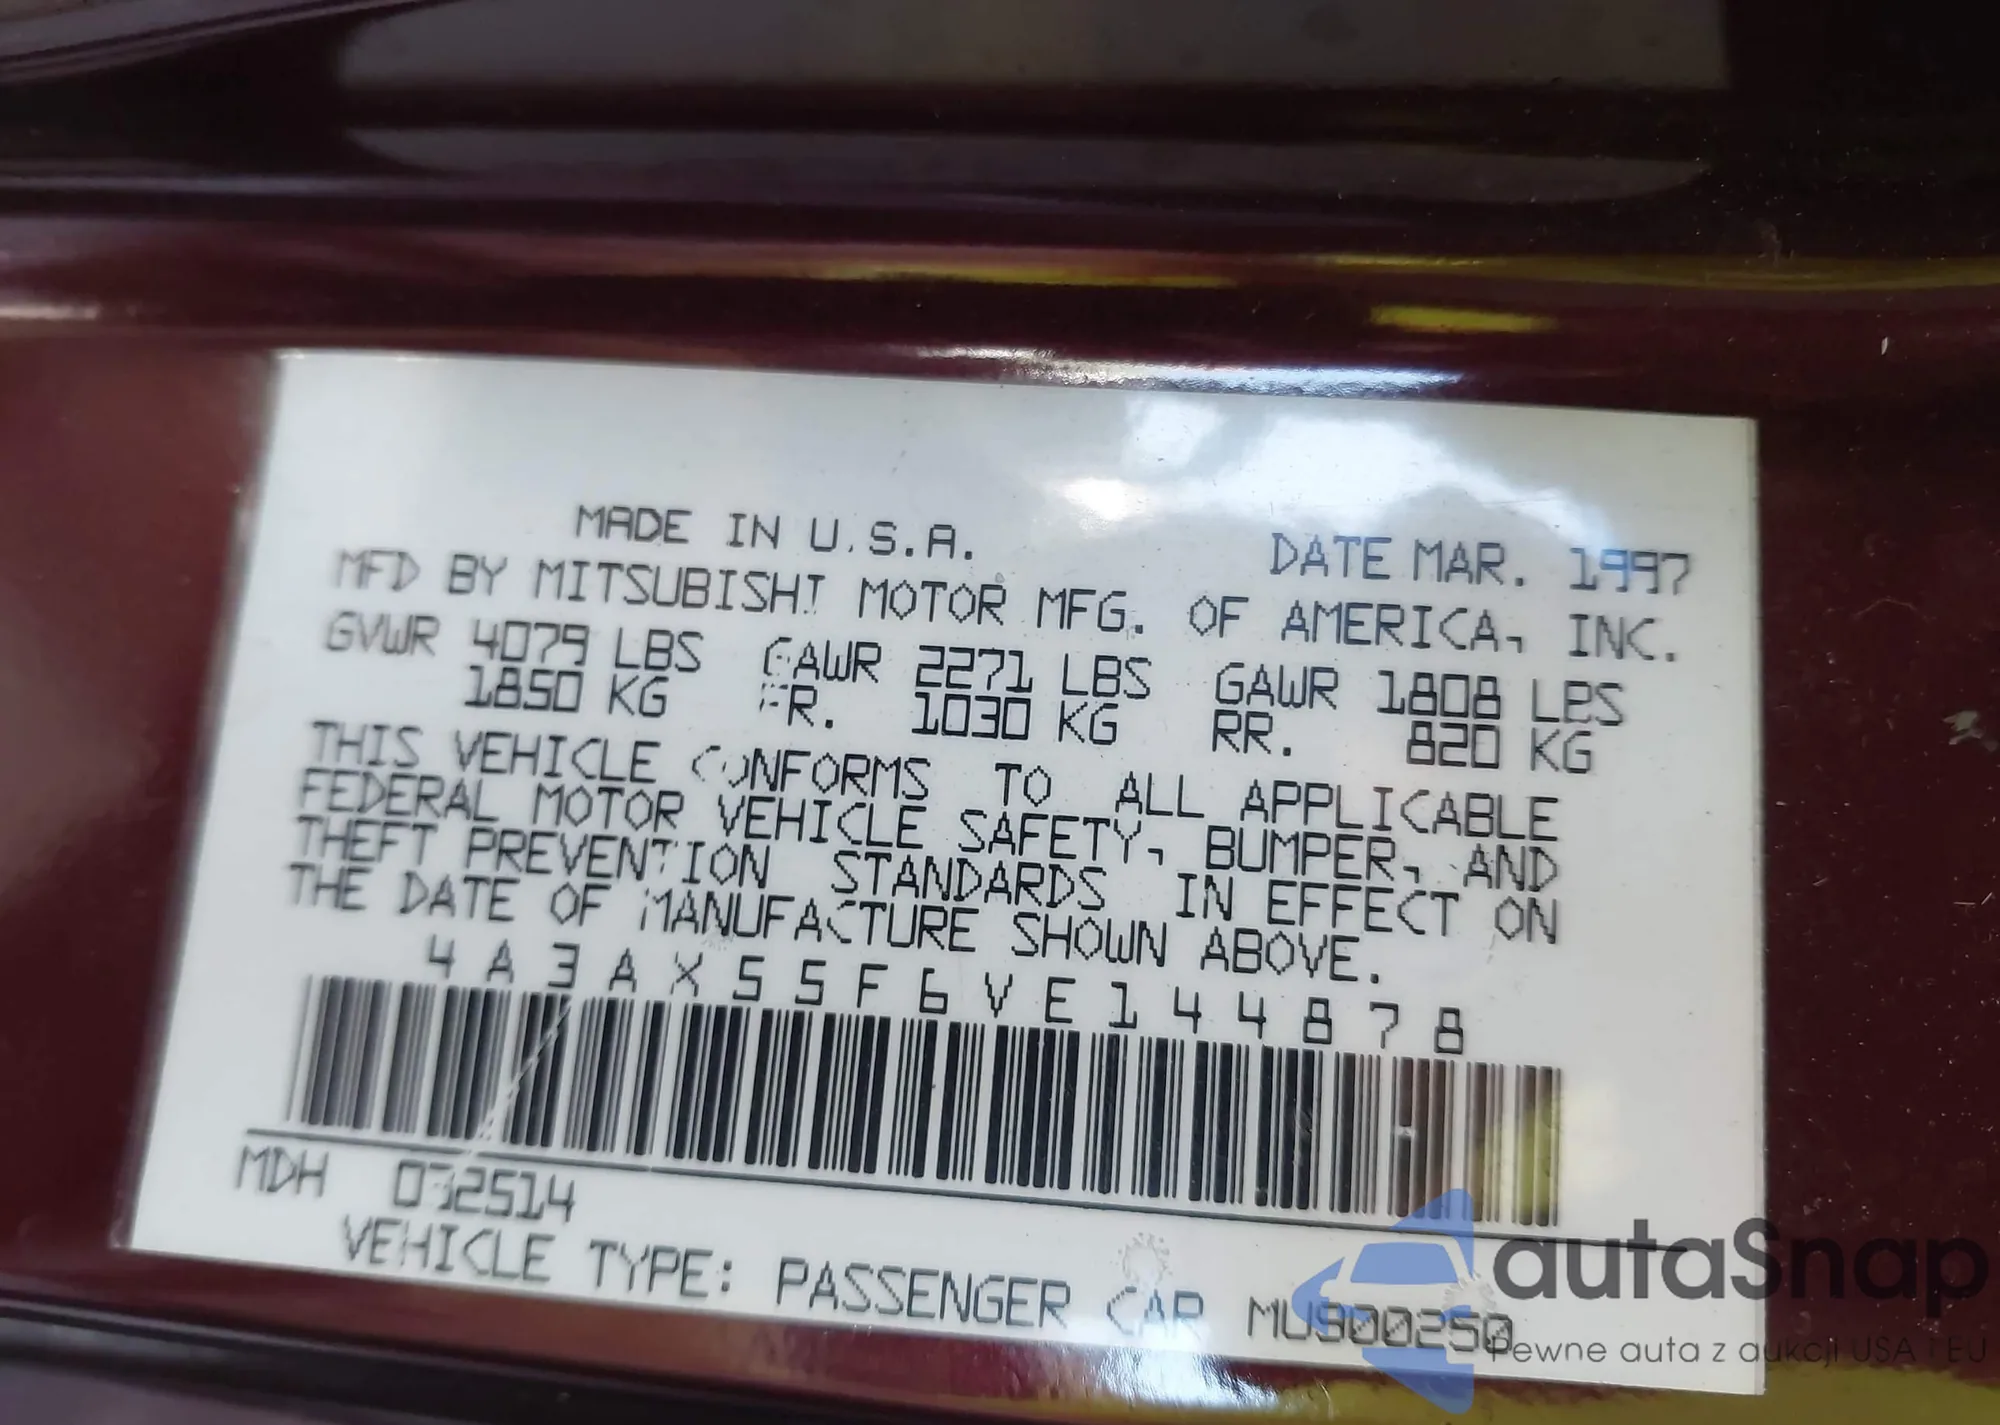 MADE IN U.S.A. DATE MAR. 1997
MFD BY MITSUBISHI MOTOR MFG. OF AMERICA, INC.
GVWR 4079 LBS GAWR 2271 LBS GAWR 1808 LBS
1850 KG FR. 1030 KG RR. 820 KG
THIS VEHICLE CONFORMS TO ALL APPLICABLE
FEDERAL MOTOR VEHICLE SAFETY, BUMPER, AND
THEFT PREVENTION STANDARDS IN EFFECT ON
THE DATE OF MANUFACTURE SHOWN ABOVE.
4A3AX55F6VE144878
MDH 032514
VEHICLE TYPE: PASSENGER CAR MU900250
autaSnap
Pewne auta z aukcji USA i EU